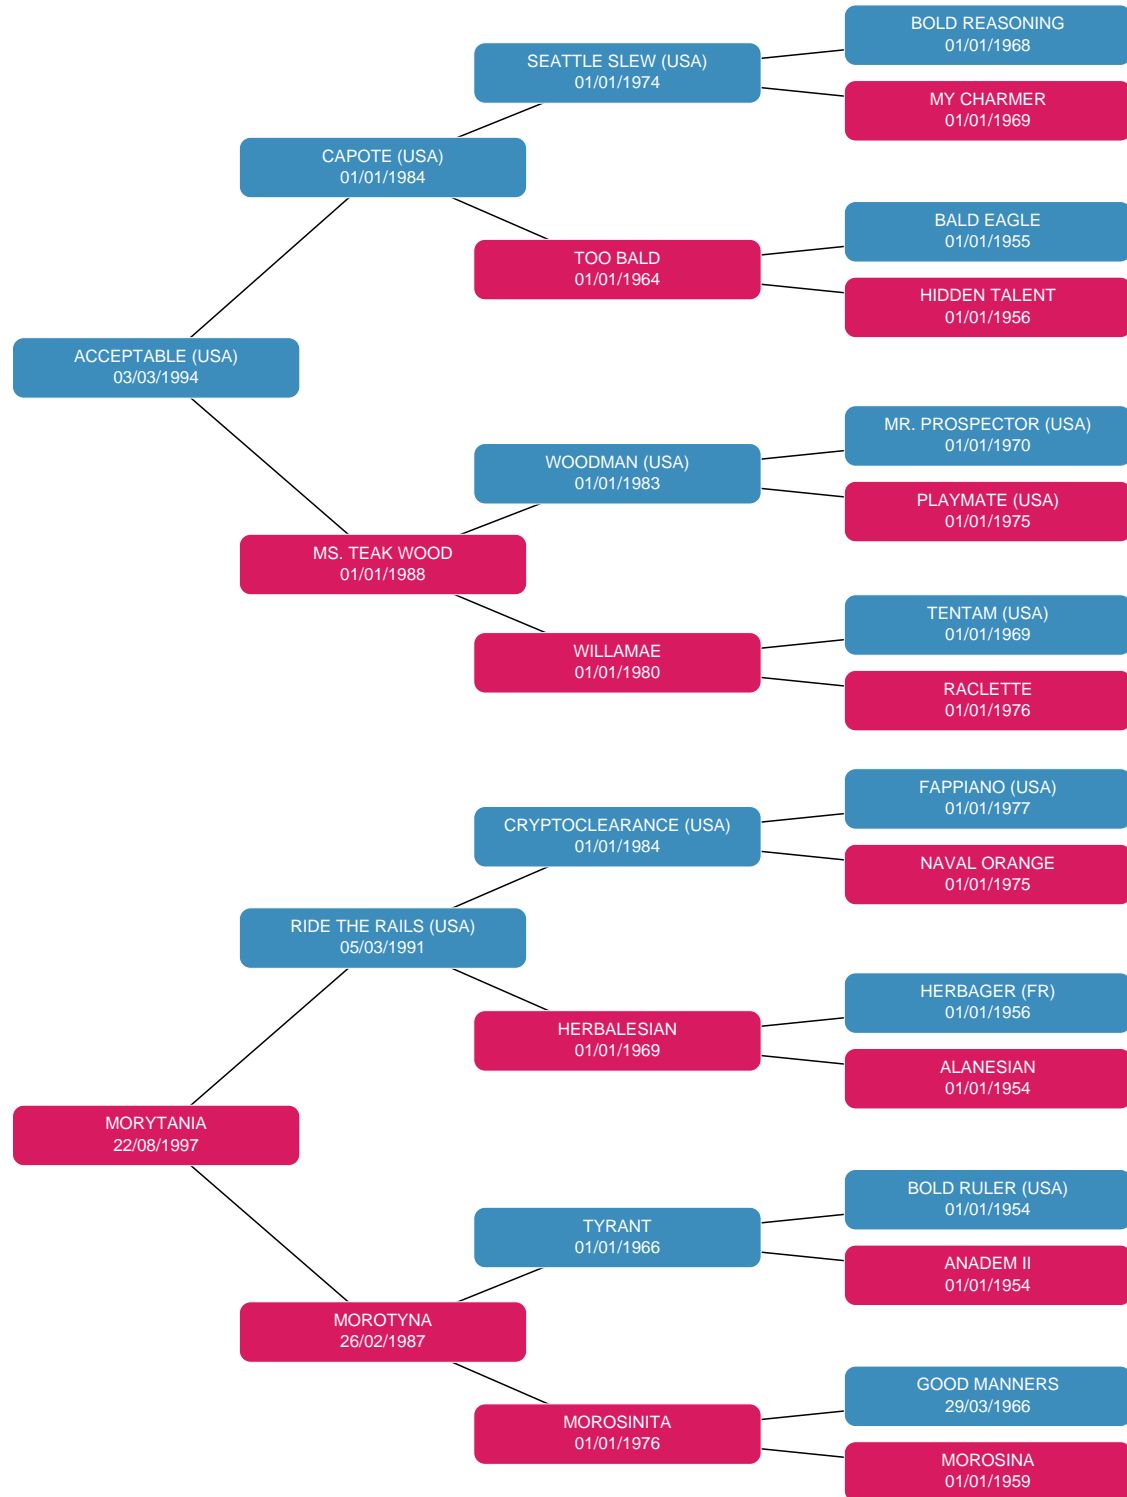 BOLD REASONING
01/01/1968
SEATTLE SLEW (USA)
01/01/1974
MY CHARMER
01/01/1969
CAPOTE (USA)
01/01/1984
BALD EAGLE
01/01/1955
TOO BALD
01/01/1964
HIDDEN TALENT
01/01/1956
ACCEPTABLE (USA)
03/03/1994
MR. PROSPECTOR (USA)
01/01/1970
WOODMAN (USA)
01/01/1983
PLAYMATE (USA)
01/01/1975
MS. TEAK WOOD
01/01/1988
TENTAM (USA)
01/01/1969
WILLAMAE
01/01/1980
RACLETTE
01/01/1976
FAPPIANO (USA)
01/01/1977
CRYPTOCLEARANCE (USA)
01/01/1984
NAVAL ORANGE
01/01/1975
RIDE THE RAILS (USA)
05/03/1991
HERBAGER (FR)
01/01/1956
HERBALESIAN
01/01/1969
ALANESIAN
01/01/1954
MORYTANIA
22/08/1997
BOLD RULER (USA)
01/01/1954
TYRANT
01/01/1966
ANADEM II
01/01/1954
MOROTYNA
26/02/1987
GOOD MANNERS
29/03/1966
MOROSINITA
01/01/1976
MOROSINA
01/01/1959